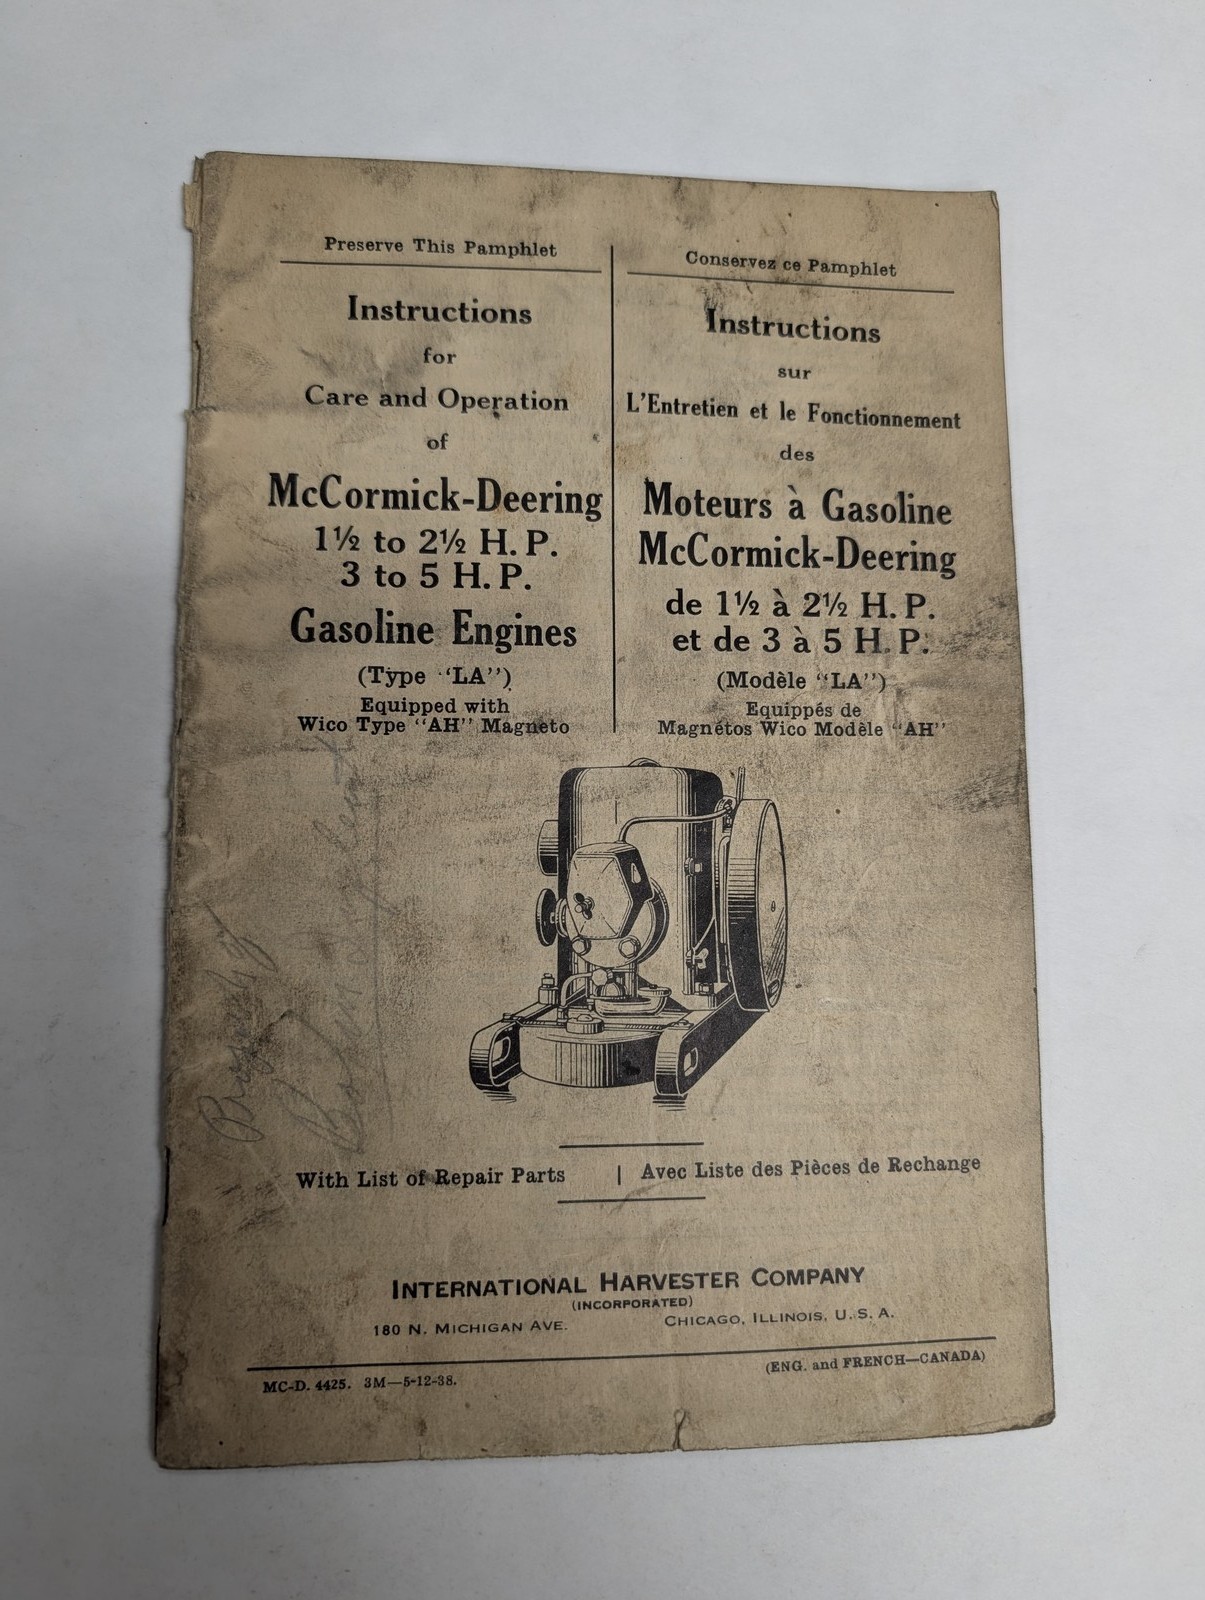 Preserve This Pamphlet
Instructions
for
Care and Operation
of
McCormick-Deering
1½ to 2½ H. P.
3 to 5 H. P.
Gasoline Engines
(Type "LA")
Equipped with
Wico Type "AH" Magneto
Conservez ce Pamphlet
Instructions
sur
L'Entretien et le Fonctionnement
des
Moteurs à Gasoline
McCormick-Deering
de 1½ à 2½ H. P.
et de 3 à 5 H. P.
(Modèle "LA")
Equippés de
Magnétos Wico Modèle "AH"
With List of Repair Parts | Avec Liste des Pièces de Rechange
INTERNATIONAL HARVESTER COMPANY
(INCORPORATED)
180 N. MICHIGAN AVE. CHICAGO, ILLINOIS, U. S. A.
(ENG. and FRENCH—CANADA)
MC-D. 4425. 3M—5-12-38.